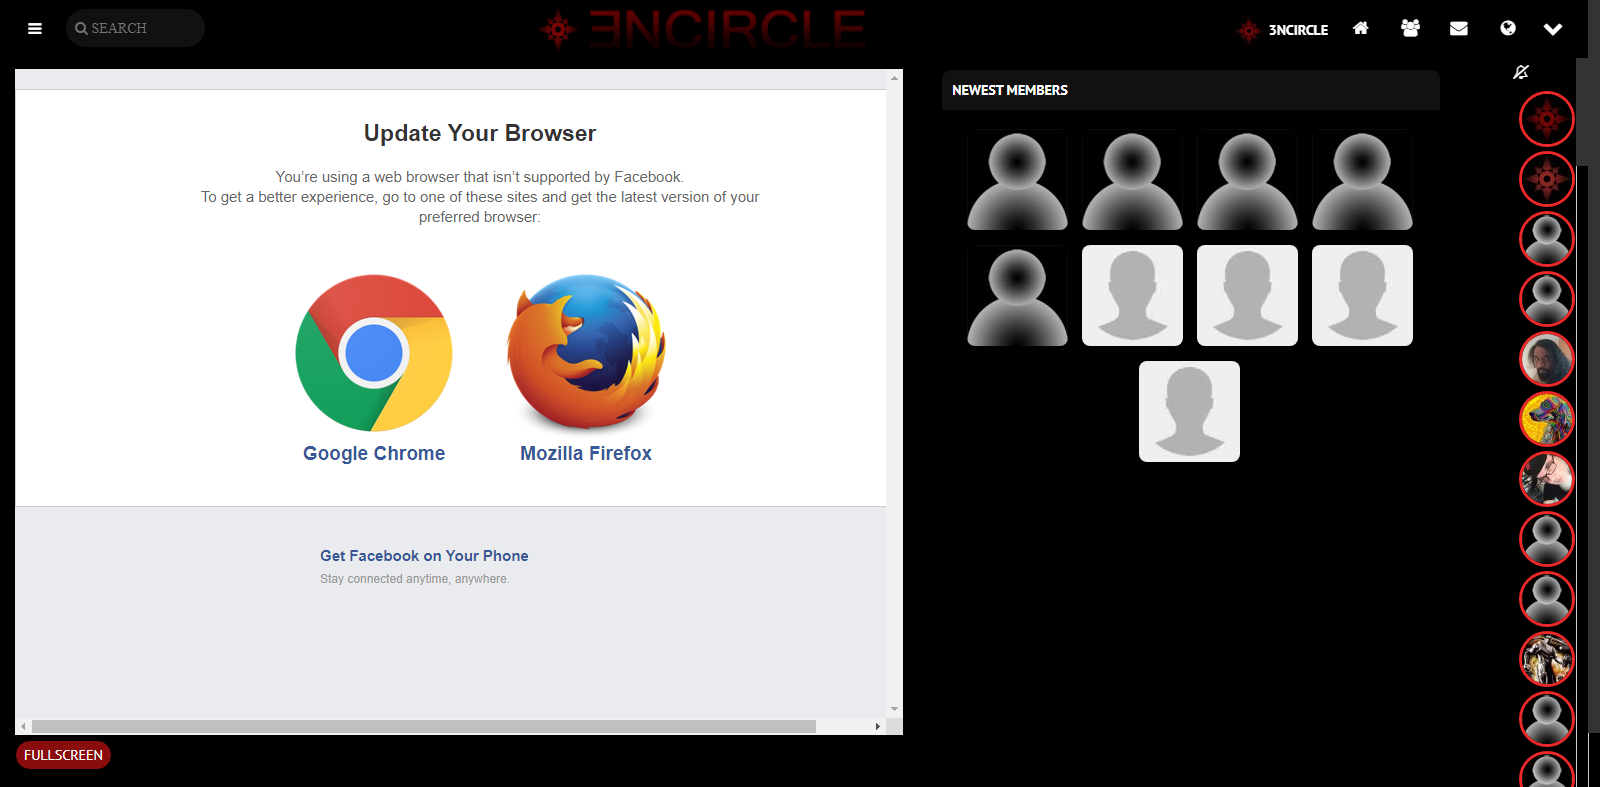 SEARCH
ƎNCIRCLE
3NCIRCLE
Update Your Browser
You’re using a web browser that isn’t supported by Facebook.
To get a better experience, go to one of these sites and get the latest version of your
preferred browser:
Google Chrome
Mozilla Firefox
Get Facebook on Your Phone
Stay connected anytime, anywhere.
FULLSCREEN
NEWEST MEMBERS